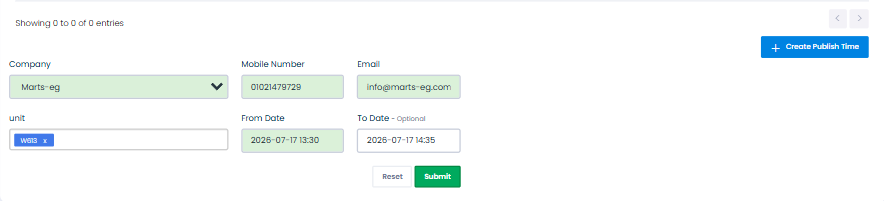 Showing 0 to 0 of 0 entries
Create Publish Time
Company
Mobile Number
Email
Marts-eg
01021479729
info@marts-eg.com
unit
From Date
To Date - Optional
W613 x
2026-07-17 13:30
2026-07-17 14:35
Reset
Submit